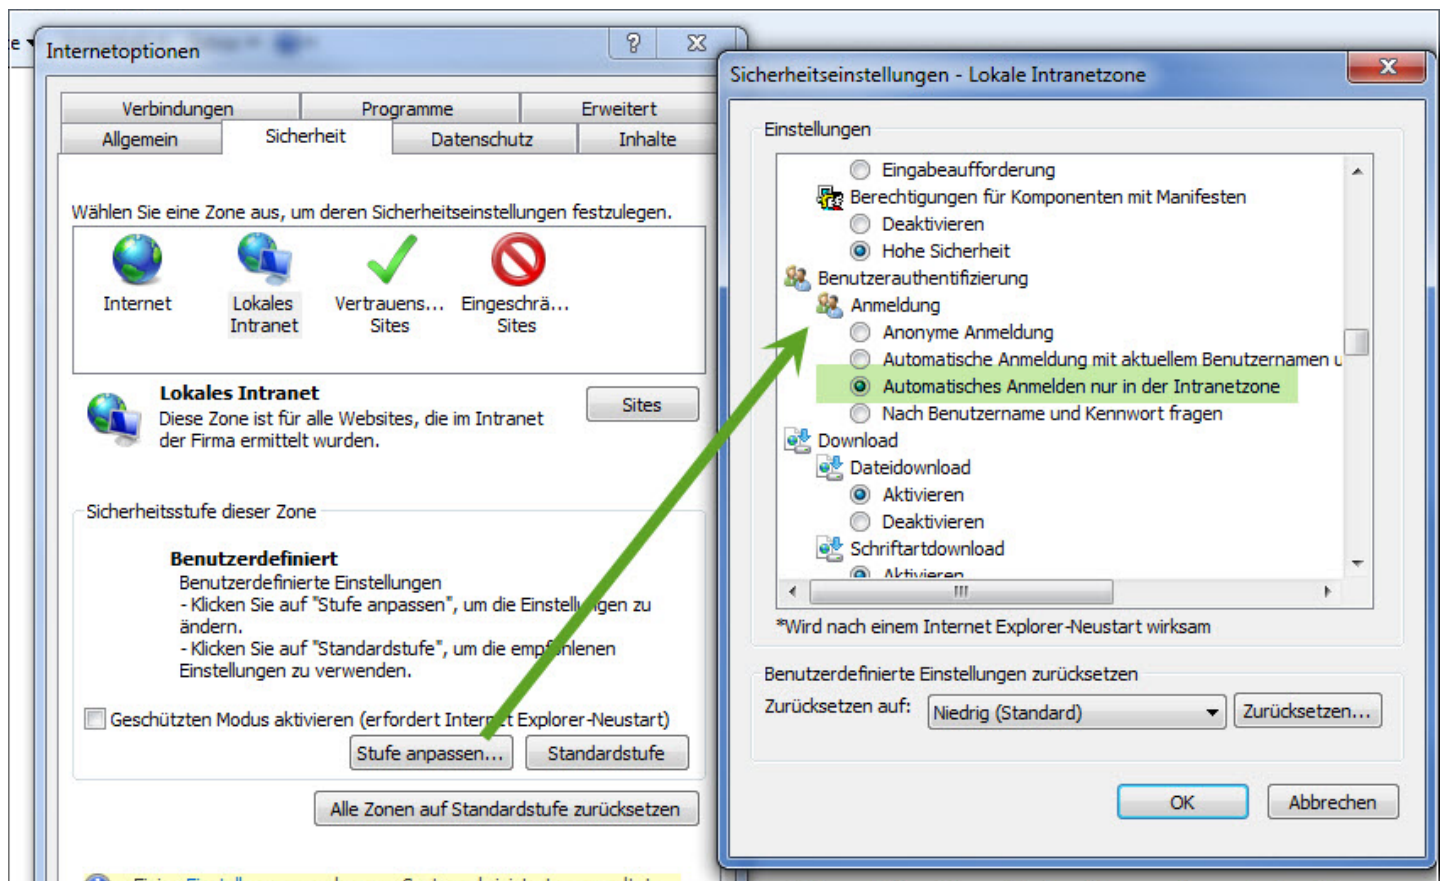 Internetoptionen
Verbindungen Programme Erweitert
Allgemein Sicherheit Datenschutz Inhalte
Wählen Sie eine Zone aus, um deren Sicherheitseinstellungen festzulegen.
Internet
Lokales
Intranet
Vertrauens...
Sites
Eingeschrä...
Sites
Lokales Intranet
Diese Zone ist für alle Websites, die im Intranet
der Firma ermittelt wurden.
Sites
Sicherheitsstufe dieser Zone
Benutzerdefiniert
Benutzerdefinierte Einstellungen
- Klicken Sie auf "Stufe anpassen", um die Einstellungen zu
ändern.
- Klicken Sie auf "Standardstufe", um die empfohlenen
Einstellungen zu verwenden.
Geschützten Modus aktivieren (erfordert Internet Explorer-Neustart)
Stufe anpassen... Standardstufe
Alle Zonen auf Standardstufe zurücksetzen
Sicherheitseinstellungen - Lokale Intranetzone
Einstellungen
Eingabeaufforderung
Berechtigungen für Komponenten mit Manifesten
Deaktivieren
Hohe Sicherheit
Benutzerauthentifizierung
Anmeldung
Anonyme Anmeldung
Automatische Anmeldung mit aktuellem Benutzernamen u
Automatisches Anmelden nur in der Intranetzone
Nach Benutzername und Kennwort fragen
Download
Dateidownload
Aktivieren
Deaktivieren
Schriftartdownload
Aktivieren
*Wird nach einem Internet Explorer-Neustart wirksam
Benutzerdefinierte Einstellungen zurücksetzen
Zurücksetzen auf: Niedrig (Standard) Zurücksetzen...
OK Abbrechen